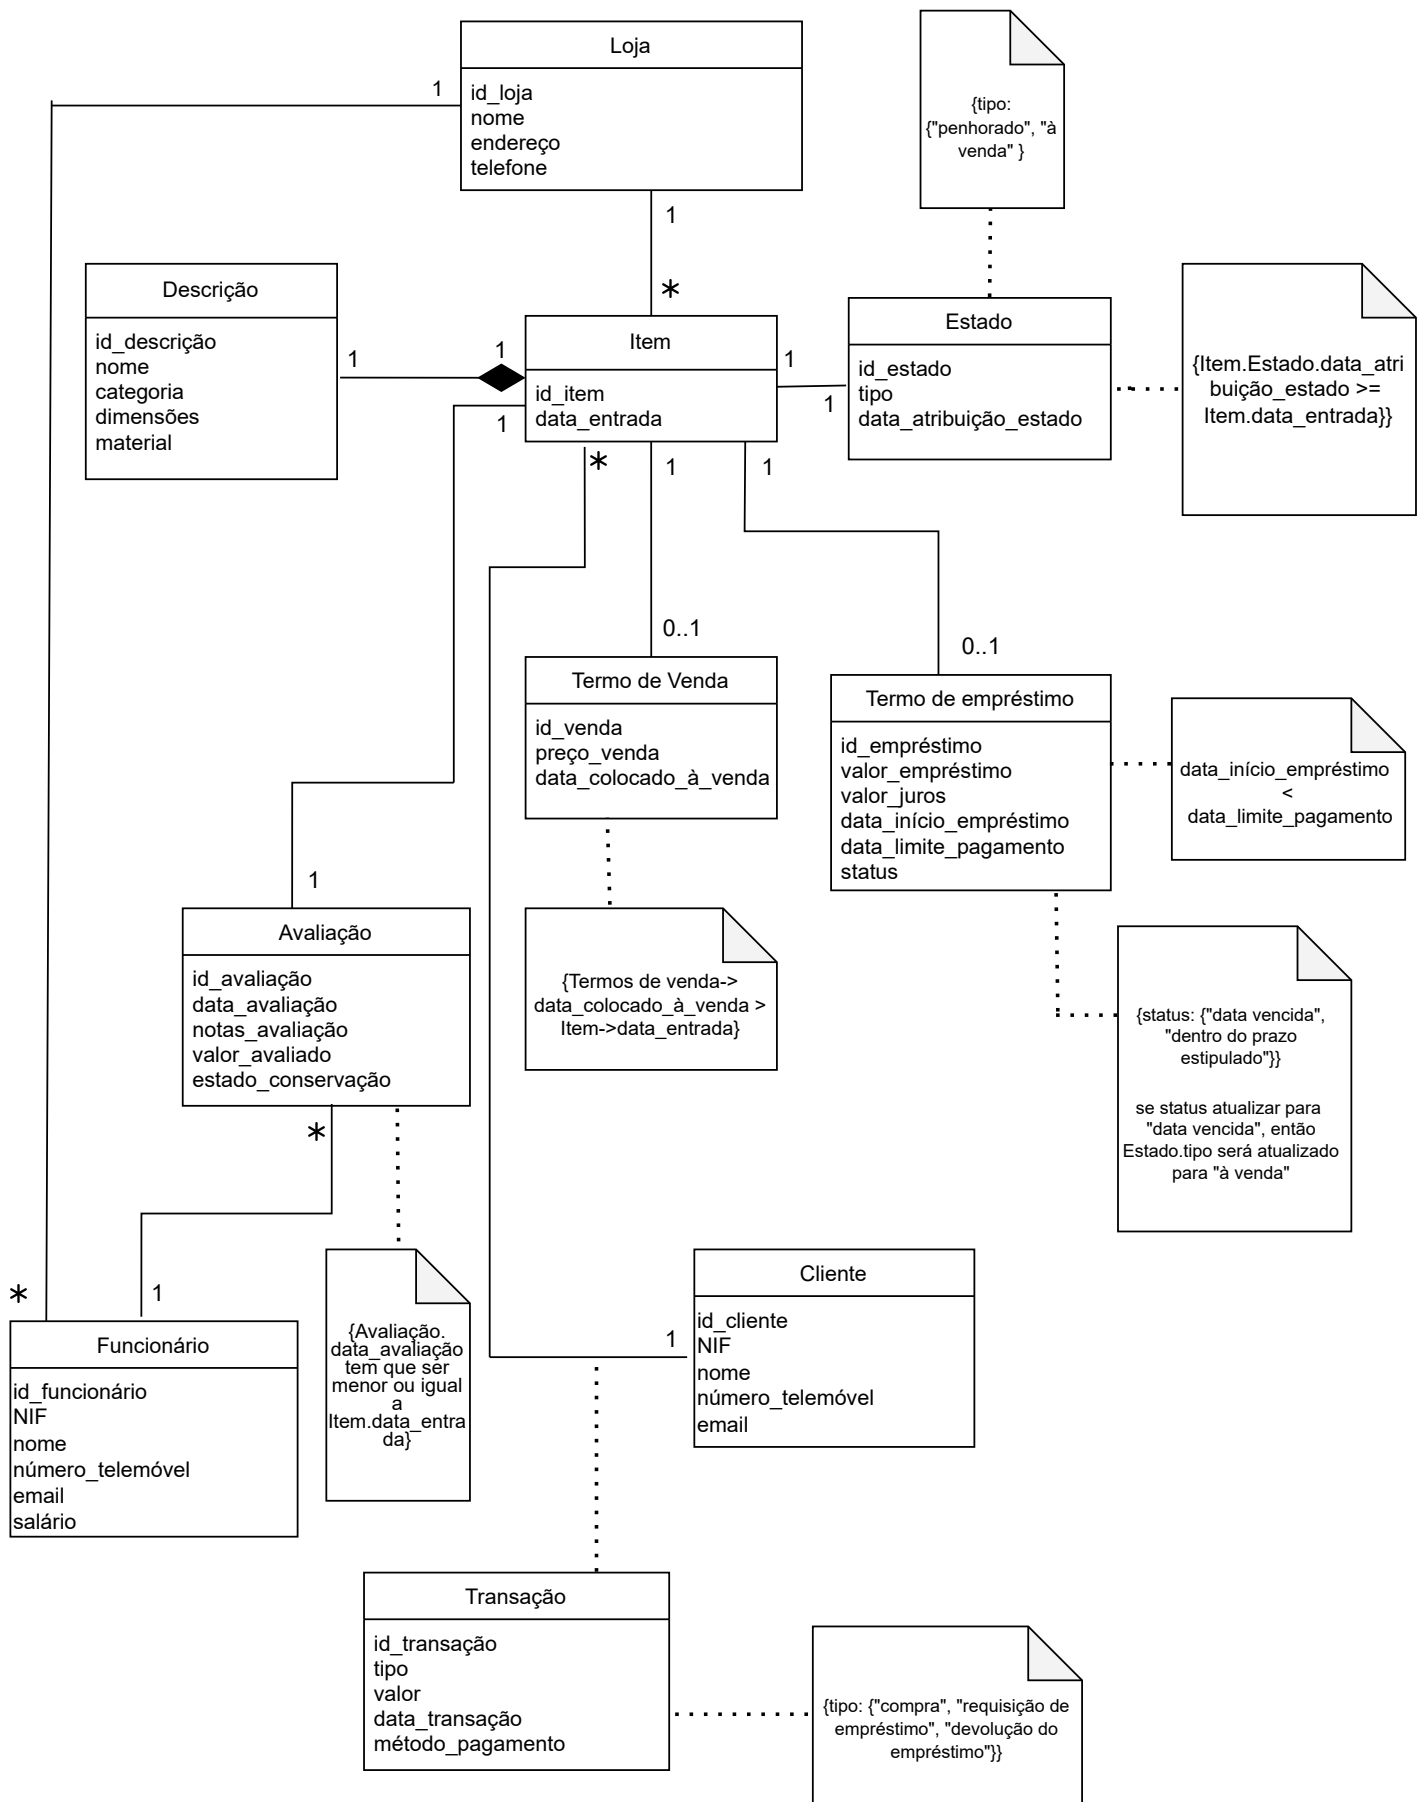 Loja
1
id_loja
nome
endereço
telefone
{tipo:
{"penhorado", "à
venda" }
1
*
Descrição
id_descrição
nome
categoria
dimensões
material
1
1
Item
id_item
data_entrada
1
1
Estado
id_estado
tipo
data_atribuição_estado
{Item.Estado.data_atri
buição_estado >=
Item.data_entrada}}
1
*
1
1
0..1
0..1
Termo de Venda
id_venda
preço_venda
data_colocado_à_venda
Termo de empréstimo
id_empréstimo
valor_empréstimo
valor_juros
data_início_empréstimo
data_limite_pagamento
status
data_início_empréstimo
<
data_limite_pagamento
1
Avaliação
id_avaliação
data_avaliação
notas_avaliação
valor_avaliado
estado_conservação
{Termos de venda->
data_colocado_à_venda >
Item->data_entrada}
{status: {"data vencida",
"dentro do prazo
estipulado"}}
se status atualizar para
"data vencida", então
Estado.tipo será atualizado
para "à venda"
*
*
1
Funcionário
id_funcionário
NIF
nome
número_telemóvel
email
salário
{Avaliação.
data_avaliação
tem que ser
menor ou igual
a
Item.data_entra
da}
1
Cliente
id_cliente
NIF
nome
número_telemóvel
email
Transação
id_transação
tipo
valor
data_transação
método_pagamento
{tipo: {"compra", "requisição de
empréstimo", "devolução do
empréstimo"}}